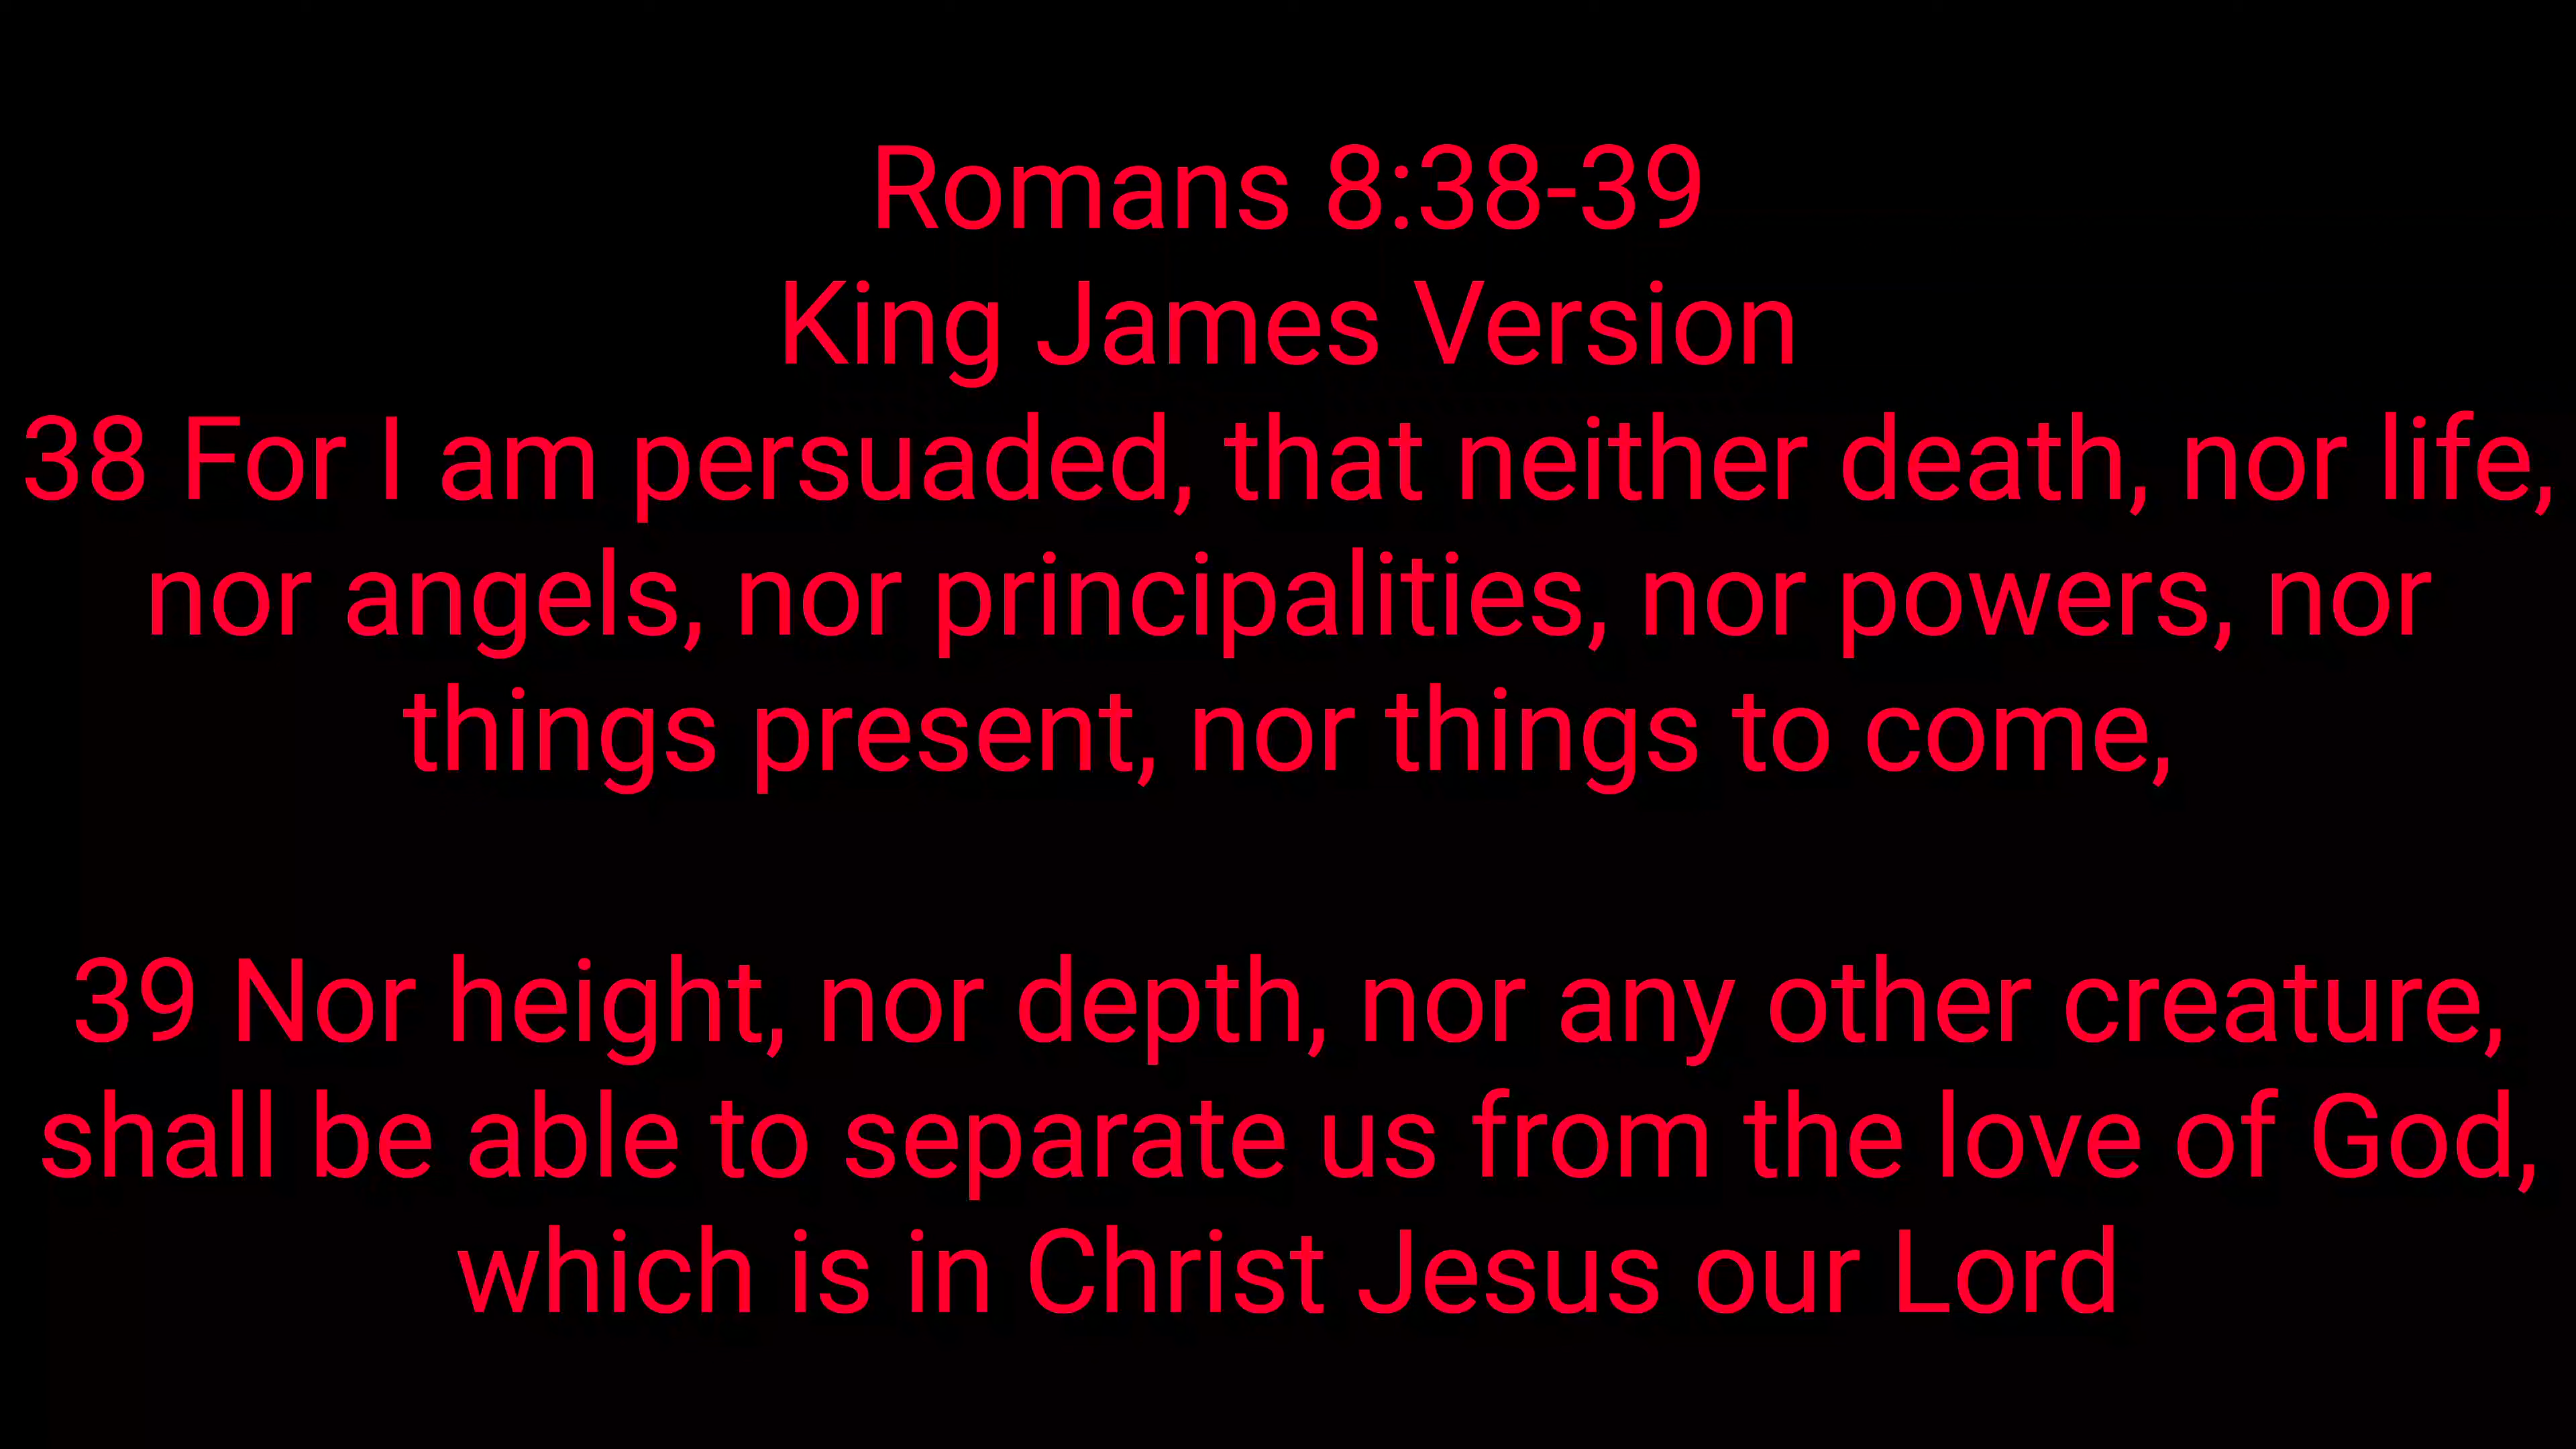 Romans 8:38-39
King James Version
38 For I am persuaded, that neither death, nor life,
nor angels, nor principalities, nor powers, nor
things present, nor things to come,
39 Nor height, nor depth, nor any other creature,
shall be able to separate us from the love of God,
which is in Christ Jesus our Lord